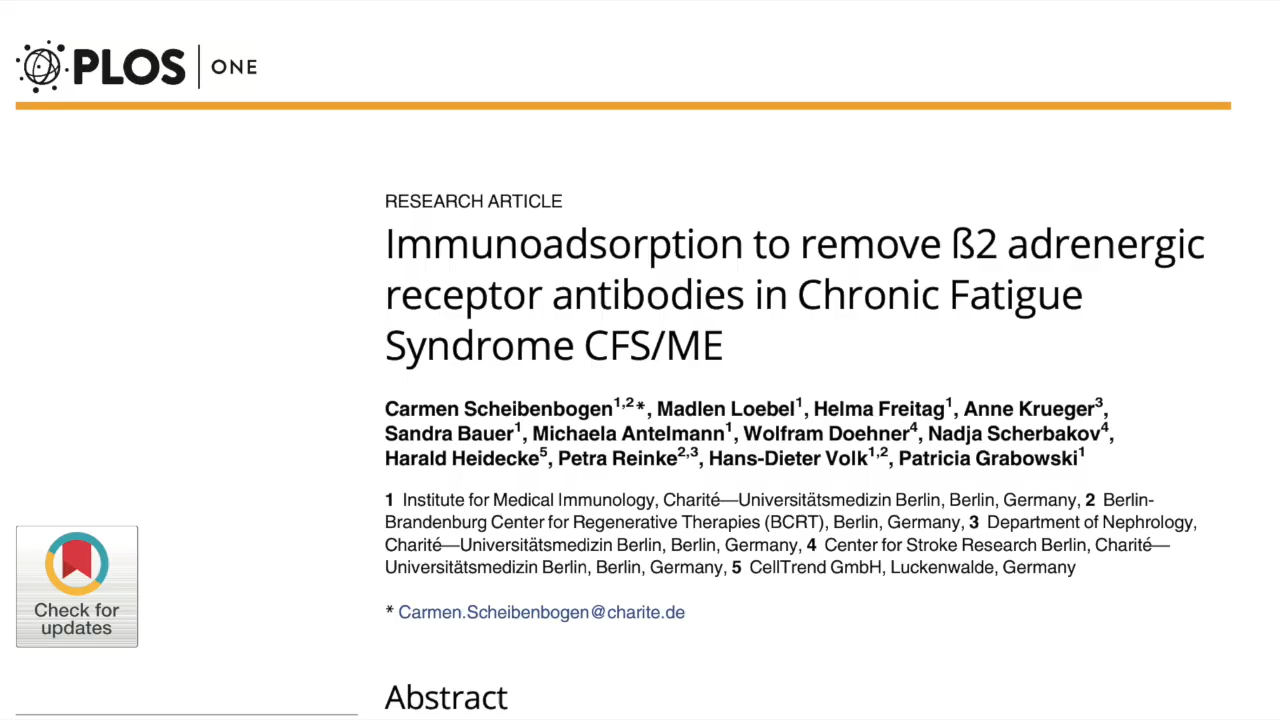 PLOS ONE
RESEARCH ARTICLE
Immunoadsorption to remove ß2 adrenergic
receptor antibodies in Chronic Fatigue
Syndrome CFS/ME
Carmen Scheibenbogen1,2*, Madlen Loebel1, Helma Freitag1, Anne Krueger3,
Sandra Bauer1, Michaela Antelmann1, Wolfram Doehner4, Nadja Scherbakov4,
Harald Heidecke5, Petra Reinke2,3, Hans-Dieter Volk1,2, Patricia Grabowski1
1 Institute for Medical Immunology, Charité—Universitätsmedizin Berlin, Berlin, Germany, 2 Berlin-
Brandenburg Center for Regenerative Therapies (BCRT), Berlin, Germany, 3 Department of Nephrology,
Charité—Universitätsmedizin Berlin, Berlin, Germany, 4 Center for Stroke Research Berlin, Charité—
Universitätsmedizin Berlin, Berlin, Germany, 5 CellTrend GmbH, Luckenwalde, Germany
* Carmen.Scheibenbogen@charite.de
Check for
updates
Abstract